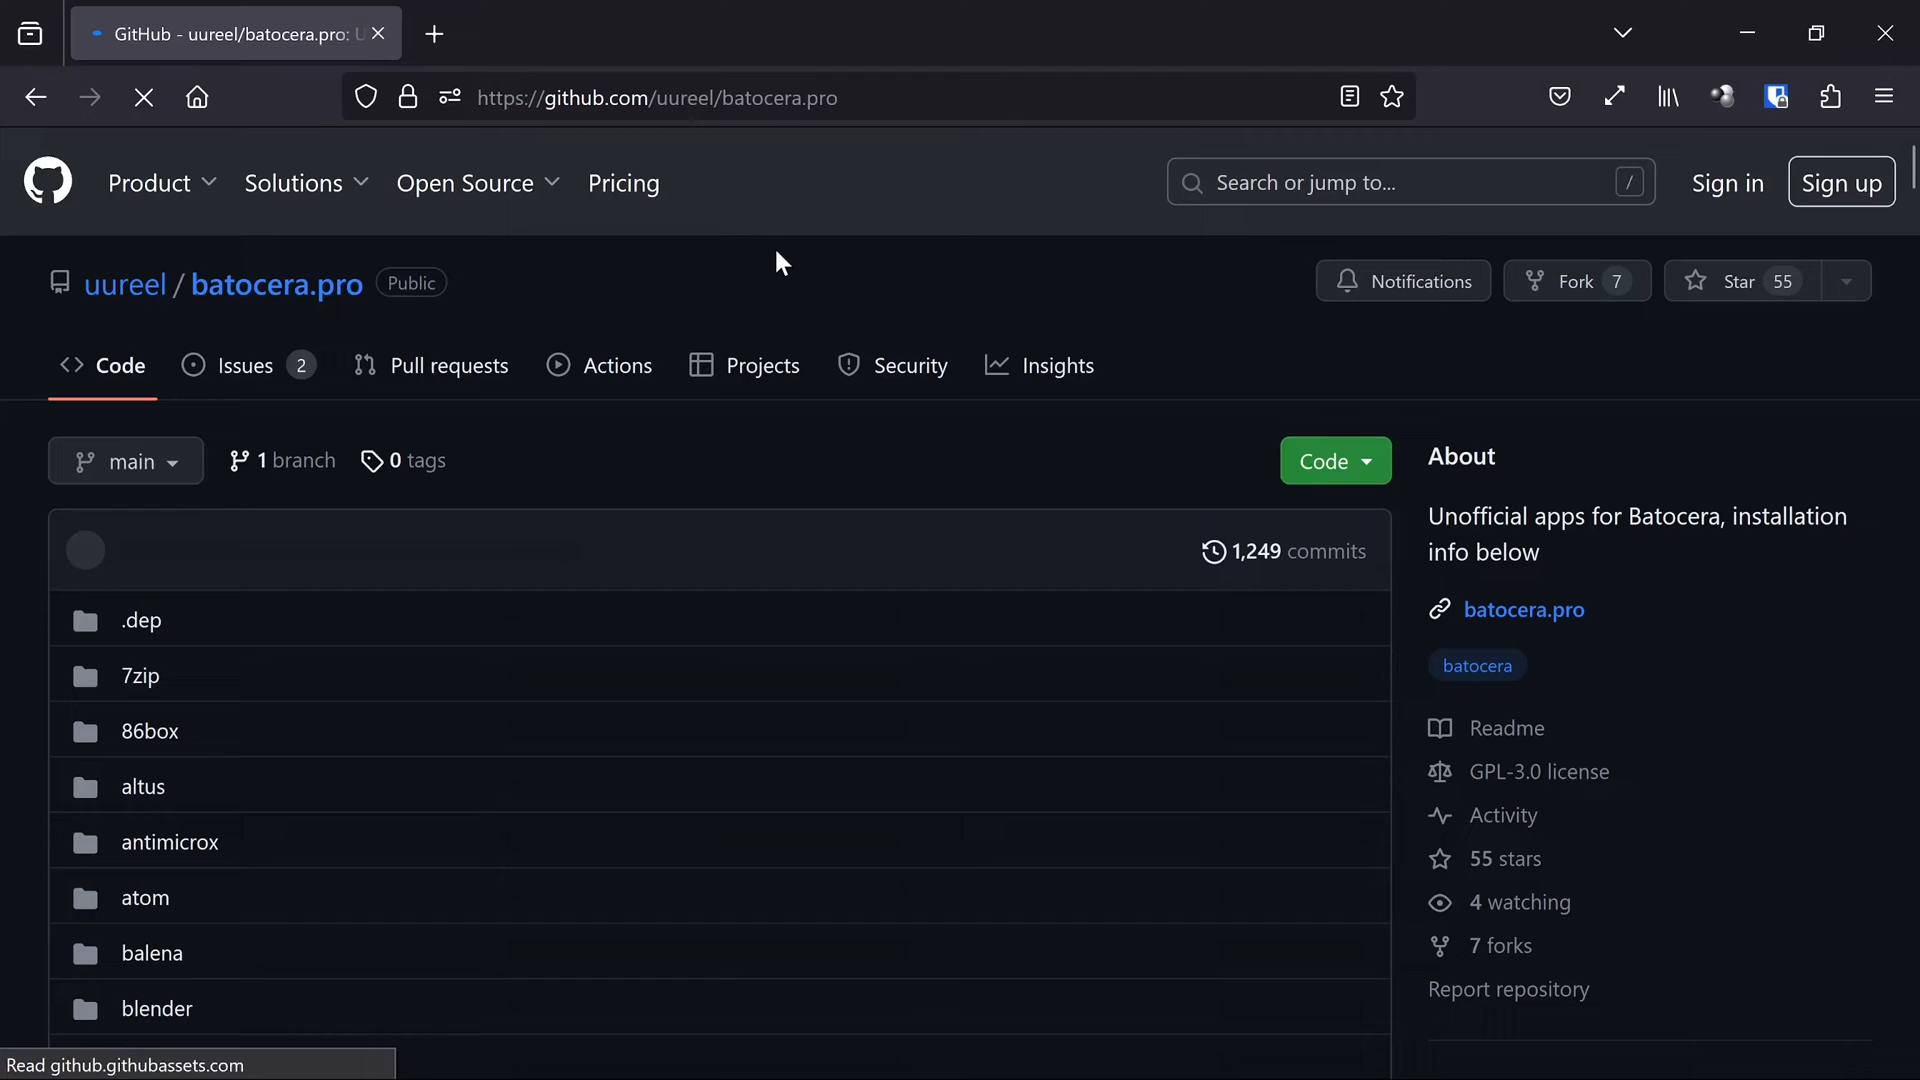 GitHub - uureel/batocera.pro: U
https://github.com/uureel/batocera.pro
Product Solutions Open Source Pricing
Search or jump to... /
Sign in
Sign up
uureel / batocera.pro Public
Notifications
Fork 7
Star 55
Code
Issues 2
Pull requests
Actions
Projects
Security
Insights
main
1 branch
0 tags
Code
1,249 commits
.dep
7zip
86box
altus
antimicrox
atom
balena
blender
About
Unofficial apps for Batocera, installation
info below
batocera.pro
batocera
Readme
GPL-3.0 license
Activity
55 stars
4 watching
7 forks
Report repository
Read github.githubassets.com